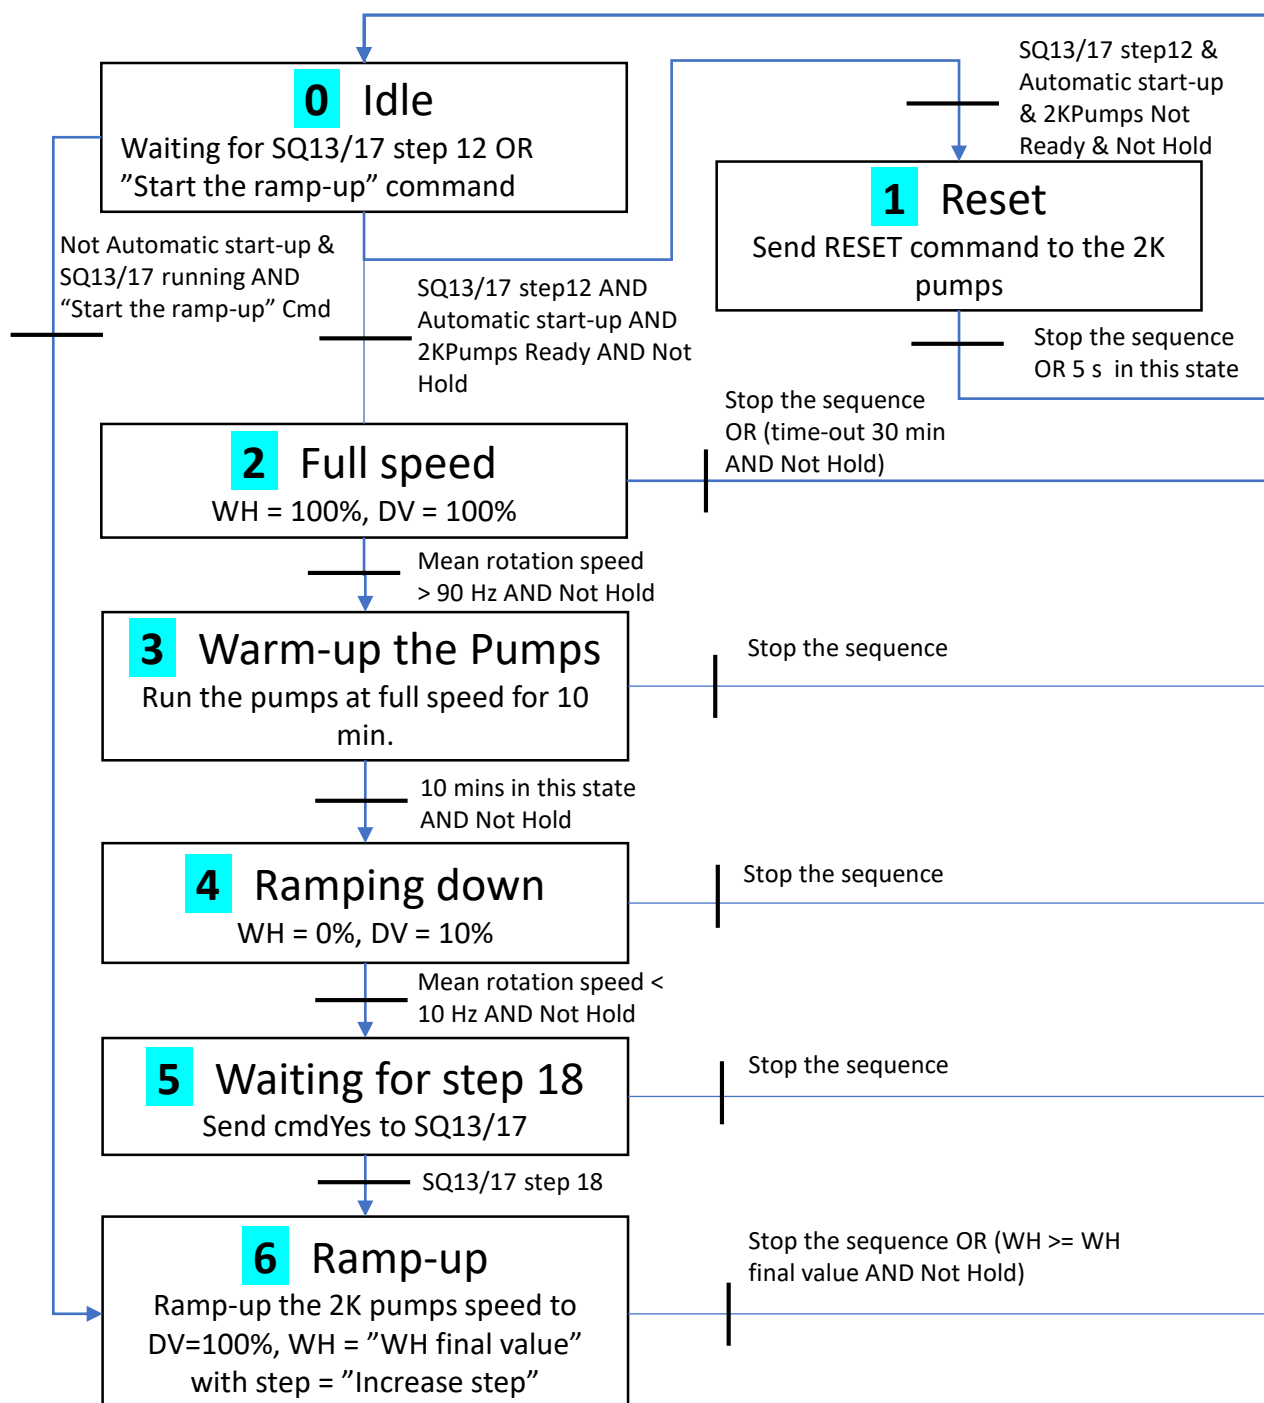 0 Idle
Waiting for SQ13/17 step 12 OR
”Start the ramp-up” command
SQ13/17 step12 &
Automatic start-up
& 2KPumps Not
Ready & Not Hold
1 Reset
Send RESET command to the 2K
pumps
Not Automatic start-up &
SQ13/17 running AND
“Start the ramp-up” Cmd
SQ13/17 step12 AND
Automatic start-up AND
2KPumps Ready AND Not
Hold
Stop the sequence
OR 5 s in this state
2 Full speed
WH = 100%, DV = 100%
Stop the sequence
OR (time-out 30 min
AND Not Hold)
Mean rotation speed
> 90 Hz AND Not Hold
3 Warm-up the Pumps
Run the pumps at full speed for 10
min.
Stop the sequence
10 mins in this state
AND Not Hold
4 Ramping down
WH = 0%, DV = 10%
Stop the sequence
Mean rotation speed <
10 Hz AND Not Hold
5 Waiting for step 18
Send cmdYes to SQ13/17
Stop the sequence
SQ13/17 step 18
6 Ramp-up
Ramp-up the 2K pumps speed to
DV=100%, WH = ”WH final value”
with step = ”Increase step”
Stop the sequence OR (WH >= WH
final value AND Not Hold)